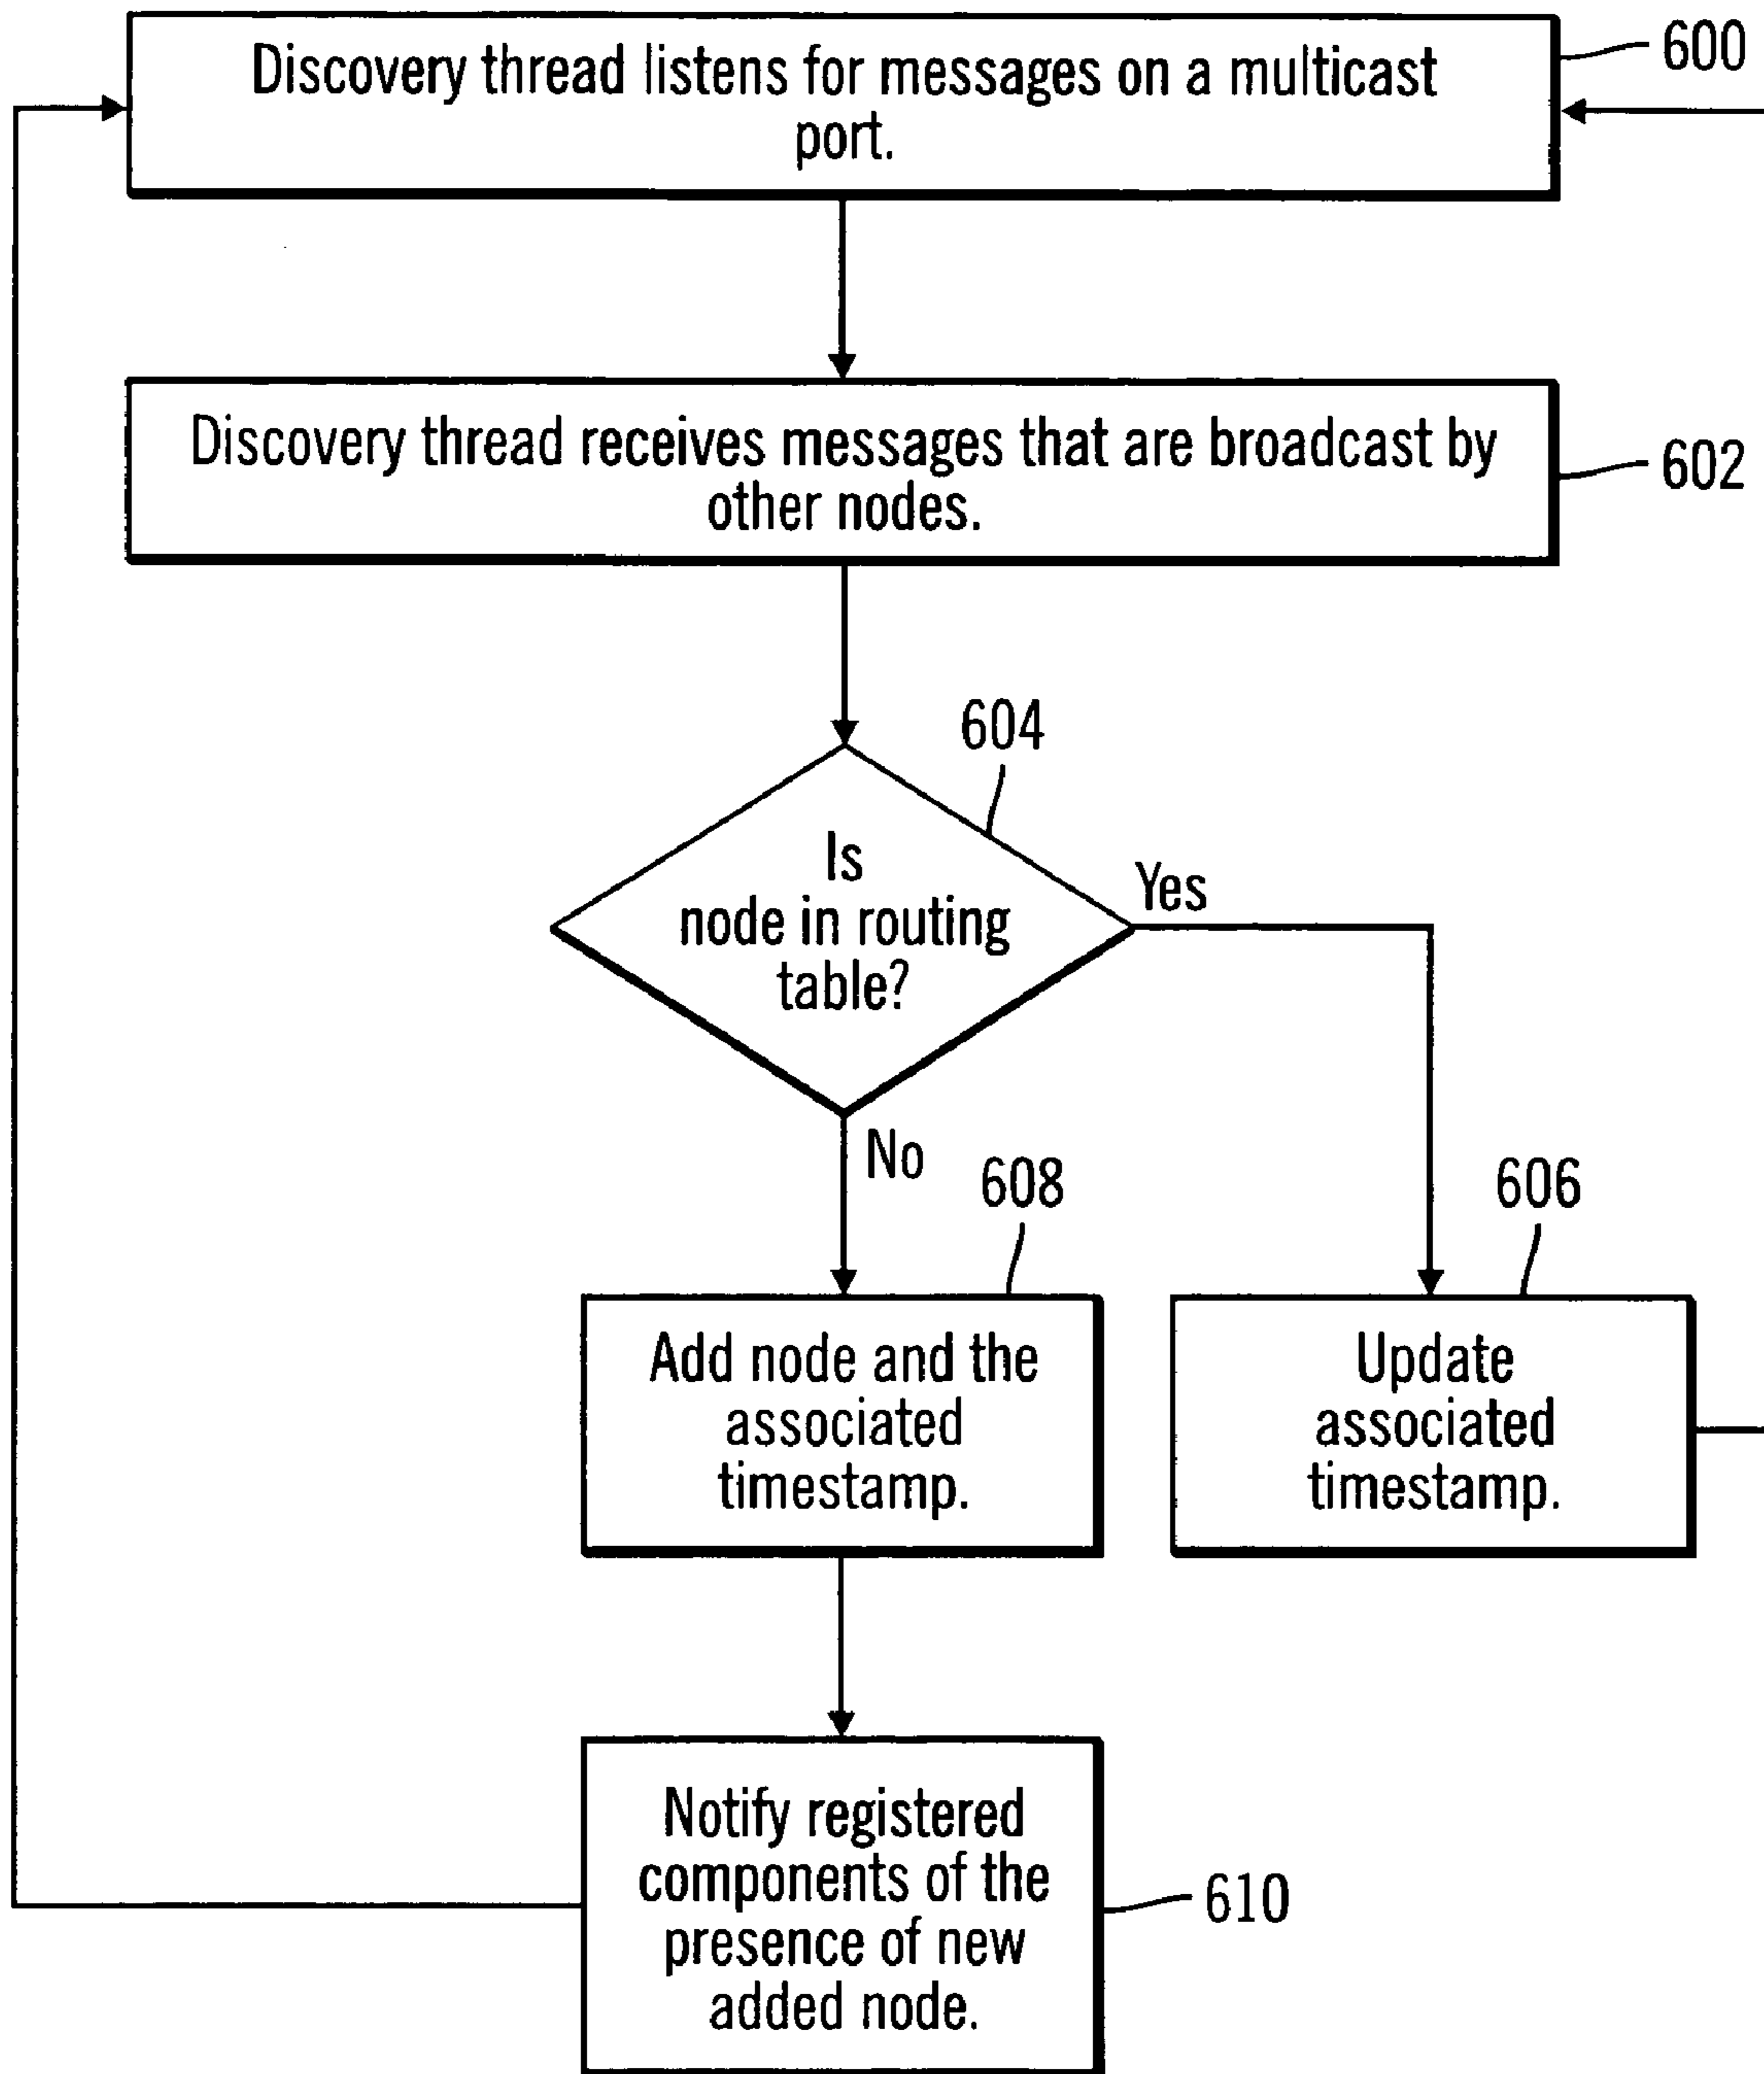 Discovery thread listens for messages on a multicast
port.
600
Discovery thread receives messages that are broadcast by
other nodes.
602
604
Is
node in routing
table?
Yes
No
608
606
Add node and the
associated
timestamp.
Update
associated
timestamp.
Notify registered
components of the
presence of new
added node.
610